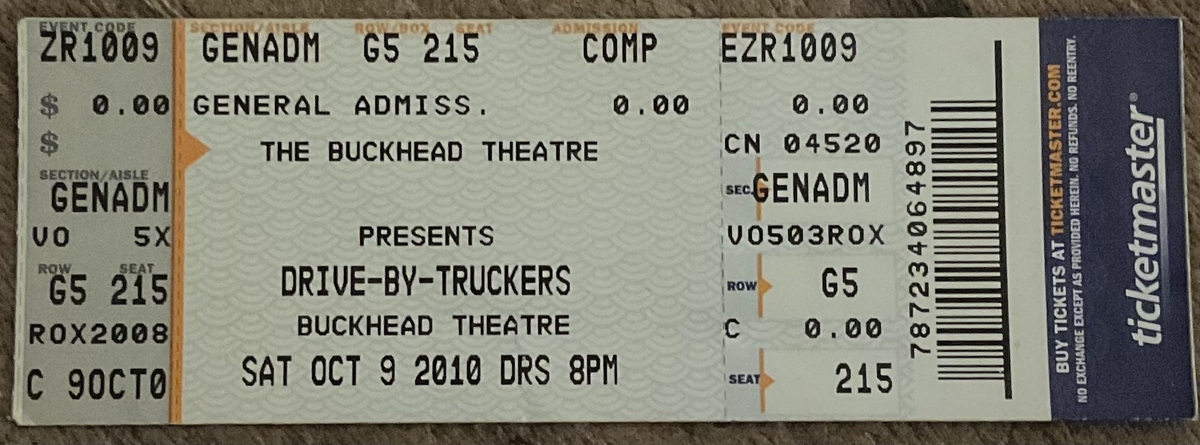 EVENT CODE
ZR1009
$ 0.00
$
SECTION/AISLE
GENADM
VO 5X
ROW SEAT
G5 215
ROX2008
C 9OCT0
SECTION/AISLE ROW/BOX SEAT ADMISSION
GENADM G5 215 COMP
GENERAL ADMISS. 0.00
THE BUCKHEAD THEATRE
PRESENTS
DRIVE-BY-TRUCKERS
BUCKHEAD THEATRE
SAT OCT 9 2010 DRS 8PM
EVENT CODE
EZR1009
0.00
CN 04520
SEC. GENADM
VO503ROX
ROW G5
C 0.00
SEAT 215
787234064897
BUY TICKETS AT TICKETMASTER.COM
NO EXCHANGE EXCEPT AS PROVIDED HEREIN. NO REFUNDS. NO REENTRY.
ticketmaster®